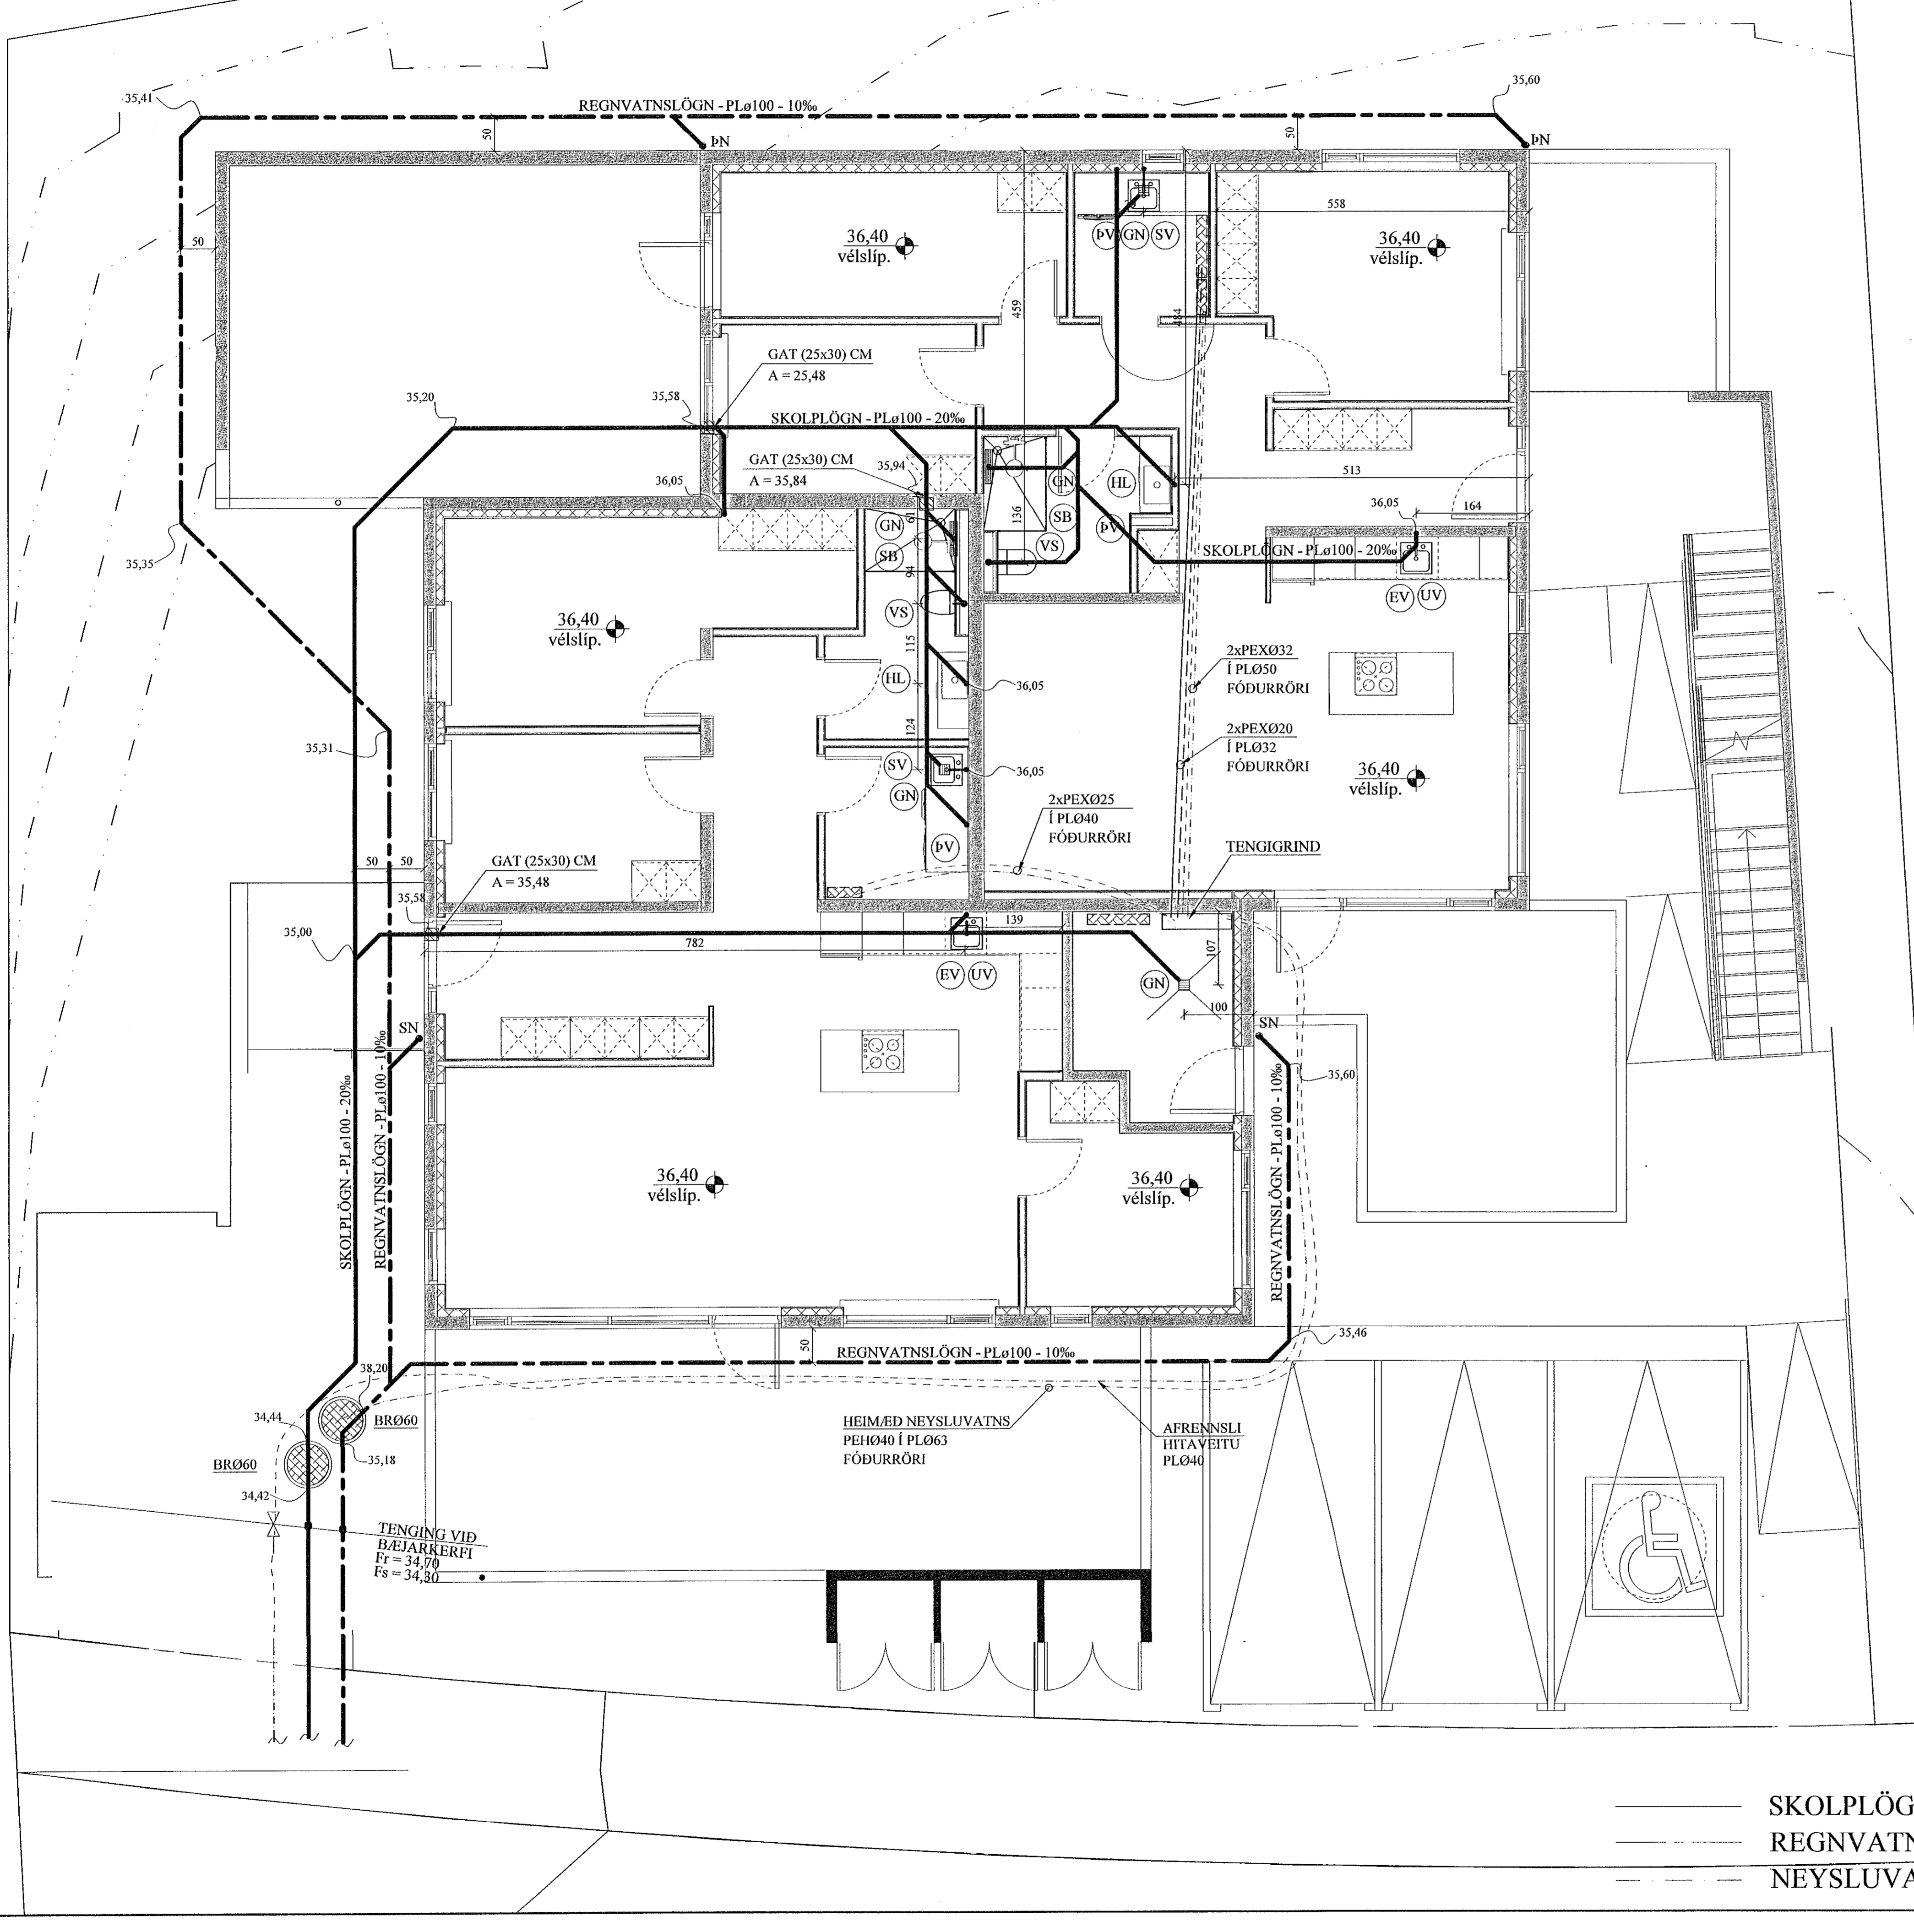 35,60
35,41
REGNVATNSLÖGN - PLø100 - 10‰
50
50
ÞN
ÞN
558
50
36,40
vélslíp.
ÞV GN SV
36,40
vélslíp.
459
484
GAT (25x30) CM
A = 25,48
35,20
35,58
SKOLPLÖGN - PLø100 - 20‰
GAT (25x30) CM
A = 35,84
35,94
36,05
GN
HL
513
36,05
164
61
136
GN
SB
ÞV
SB
VS
SKOLPLÖGN - PLø100 - 20‰
35,35
94
EV UV
VS
36,40
vélslíp.
115
2xPEXØ32
Í PLØ50
FÓÐURRÖRI
HL
36,05
124
35,31
2xPEXØ20
Í PLØ32
FÓÐURRÖRI
SV
36,05
36,40
vélslíp.
GN
2xPEXØ25
Í PLØ40
FÓÐURRÖRI
ÞV
TENGIGRIND
50 50
GAT (25x30) CM
A = 35,48
35,58
35,00
139
782
107
EV UV
GN
100
SN
SN
35,60
SKOLPLÖGN - PLø100 - 20‰
REGNVATNSLÖGN - PLø100 - 10‰
REGNVATNSLÖGN - PLø100 - 10‰
36,40
vélslíp.
36,40
vélslíp.
35,46
50
REGNVATNSLÖGN - PLø100 - 10‰
38,20
34,44
BRØ60
HEIMÆÐ NEYSLUVATNS
PEHØ40 Í PLØ63
FÓÐURRÖRI
AFRENNSLI
HITAVEITU
PLØ40
BRØ60
35,18
34,42
TENGING VIÐ
BÆJARKERFI
Fr = 34,70
Fs = 34,30
SKOLPLÖG
REGNVATN
NEYSLUVA